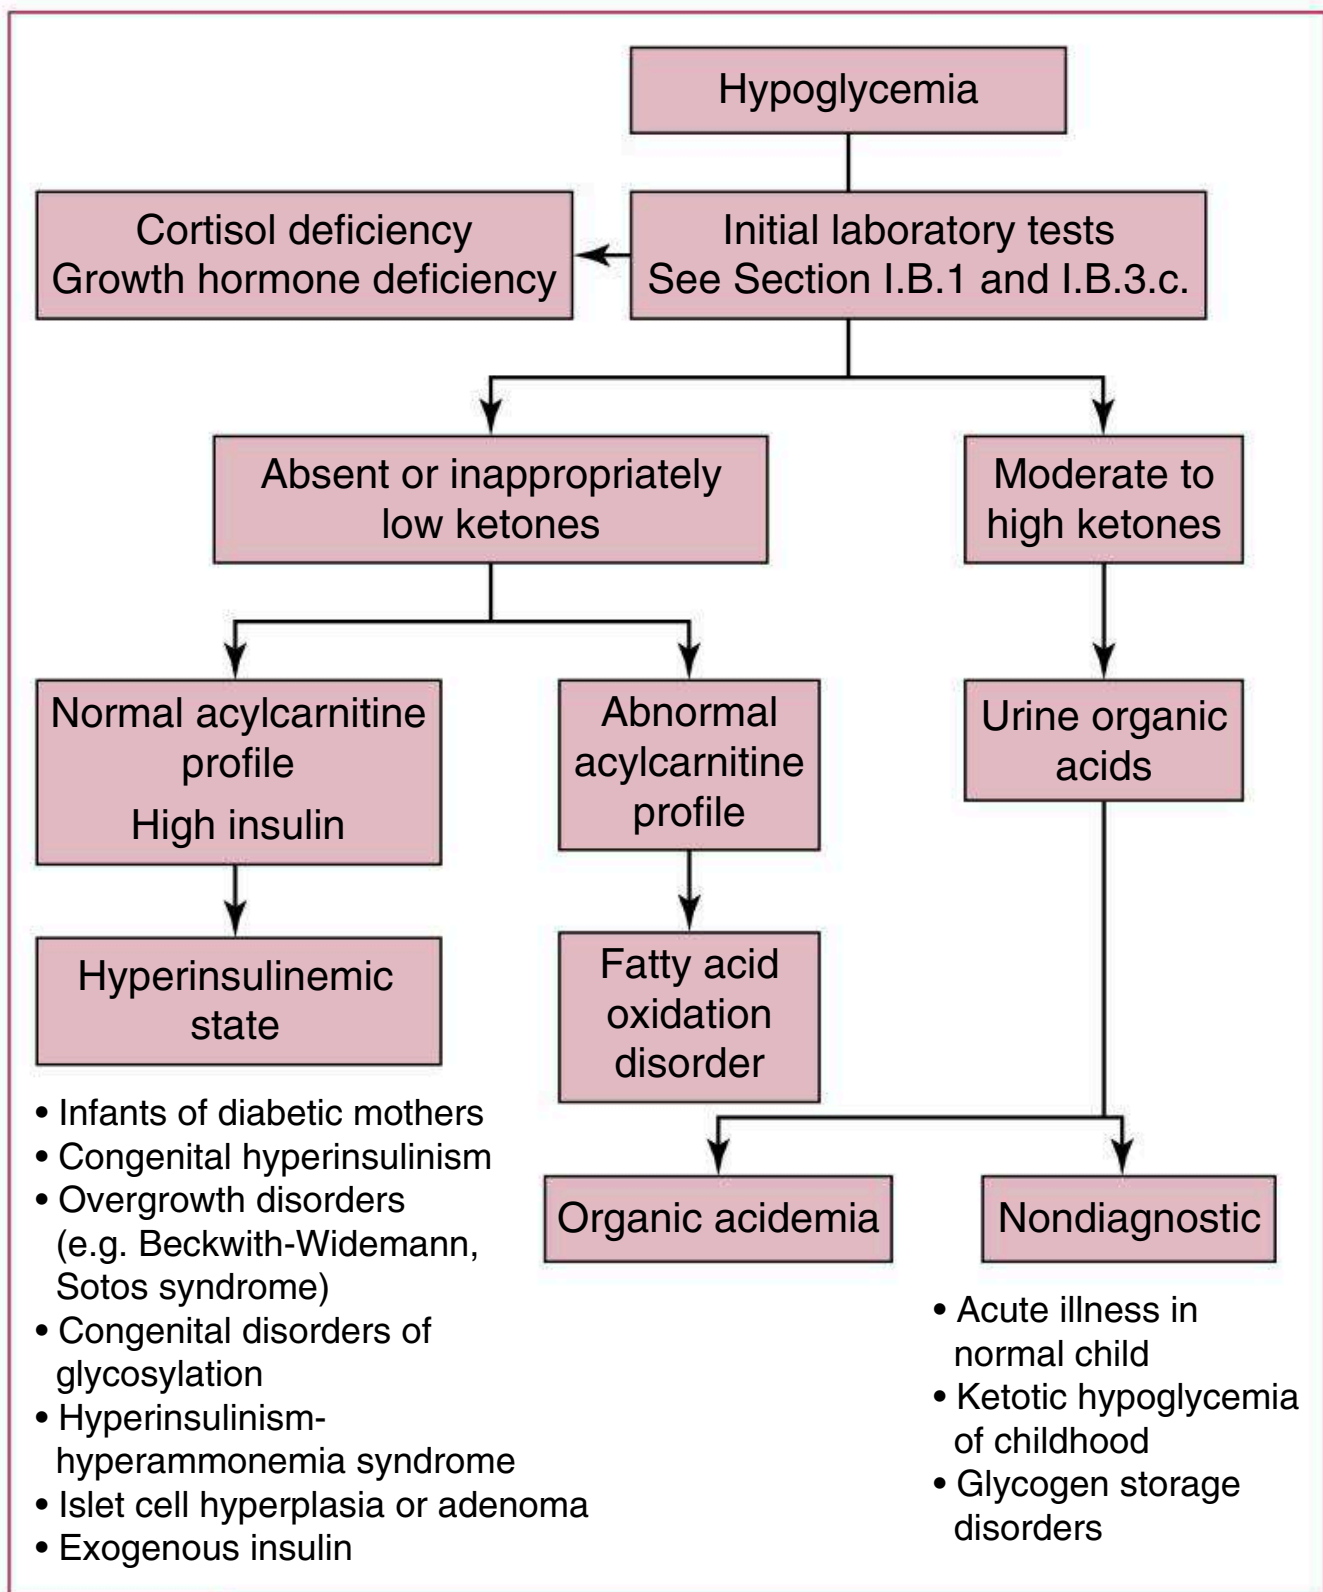 Hypoglycemia
Cortisol deficiency
Growth hormone deficiency
Initial laboratory tests
See Section I.B.1 and I.B.3.c.
Absent or inappropriately
low ketones
Moderate to
high ketones
Normal acylcarnitine
profile
High insulin
Abnormal
acylcarnitine
profile
Urine organic
acids
Hyperinsulinemic
state
Fatty acid
oxidation
disorder
• Infants of diabetic mothers
• Congenital hyperinsulinism
• Overgrowth disorders
(e.g. Beckwith-Widemann,
Sotos syndrome)
• Congenital disorders of
glycosylation
• Hyperinsulinism-
hyperammonemia syndrome
• Islet cell hyperplasia or adenoma
• Exogenous insulin
Organic acidemia
Nondiagnostic
• Acute illness in
normal child
• Ketotic hypoglycemia
of childhood
• Glycogen storage
disorders